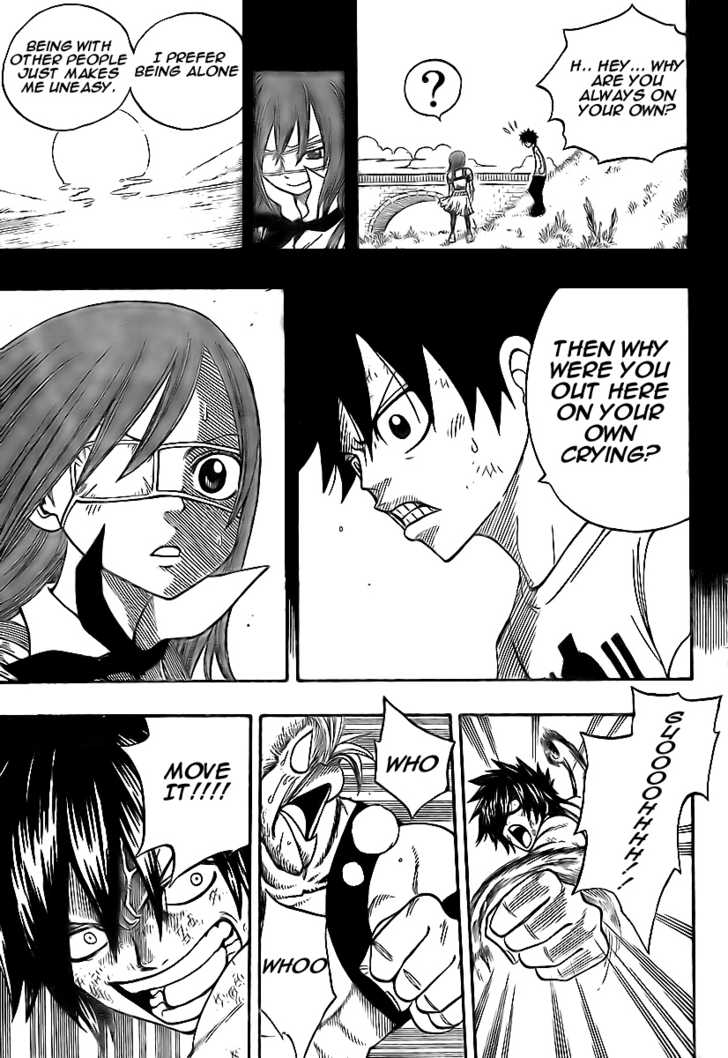 H.. HEY... WHY
ARE YOU
ALWAYS ON
YOUR OWN?
?
I PREFER
BEING ALONE
BEING WITH
OTHER PEOPLE
JUST MAKES
ME UNEASY.
THEN WHY
WERE YOU
OUT HERE
ON YOUR
OWN
CRYING?
SUOOOOHHHH!!
WHO
WHOO
MOVE
IT!!!!